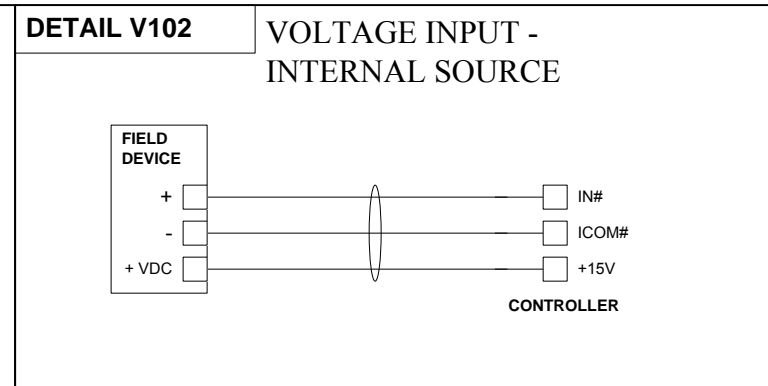 DETAIL V102
VOLTAGE INPUT -
INTERNAL SOURCE
FIELD
DEVICE
+
-
+ VDC
IN#
ICOM#
+15V
CONTROLLER